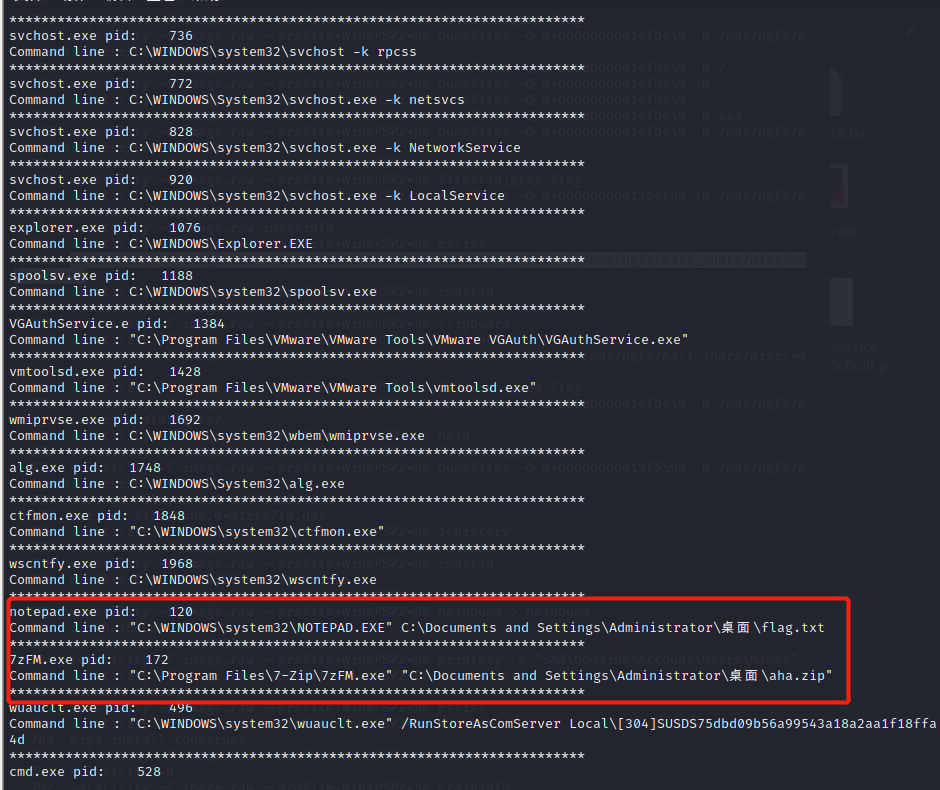 ***********************************************************************
svchost.exe pid:    736
Command line : C:\WINDOWS\system32\svchost -k rpcss
***********************************************************************
svchost.exe pid:    772
Command line : C:\WINDOWS\System32\svchost.exe -k netsvcs
***********************************************************************
svchost.exe pid:    828
Command line : C:\WINDOWS\System32\svchost.exe -k NetworkService
***********************************************************************
svchost.exe pid:    920
Command line : C:\WINDOWS\System32\svchost.exe -k LocalService
***********************************************************************
explorer.exe pid:   1076
Command line : C:\WINDOWS\Explorer.EXE
***********************************************************************
spoolsv.exe pid:   1188
Command line : C:\WINDOWS\system32\spoolsv.exe
***********************************************************************
VGAuthService.e pid:   1384
Command line : "C:\Program Files\VMware\VMware Tools\VMware VGAuth\VGAuthService.exe"
***********************************************************************
vmtoolsd.exe pid:   1428
Command line : "C:\Program Files\VMware\VMware Tools\vmtoolsd.exe"
***********************************************************************
wmiprvse.exe pid:   1692
Command line : C:\WINDOWS\system32\wbem\wmiprvse.exe
***********************************************************************
alg.exe pid:   1748
Command line : C:\WINDOWS\System32\alg.exe
***********************************************************************
ctfmon.exe pid:   1848
Command line : "C:\WINDOWS\system32\ctfmon.exe"
***********************************************************************
wscntfy.exe pid:   1968
Command line : C:\WINDOWS\system32\wscntfy.exe
***********************************************************************
notepad.exe pid:    120
Command line : "C:\WINDOWS\system32\NOTEPAD.EXE" C:\Documents and Settings\Administrator\桌面\flag.txt
***********************************************************************
7zFM.exe pid:    172
Command line : "C:\Program Files\7-Zip\7zFM.exe" "C:\Documents and Settings\Administrator\桌面\aha.zip"
***********************************************************************
wuauclt.exe pid:    496
Command line : "C:\WINDOWS\system32\wuauclt.exe" /RunStoreAsComServer Local\[304]SUSDS75dbd09b56a99543a18a2aa1f18ffa
4d
***********************************************************************
cmd.exe pid:    528